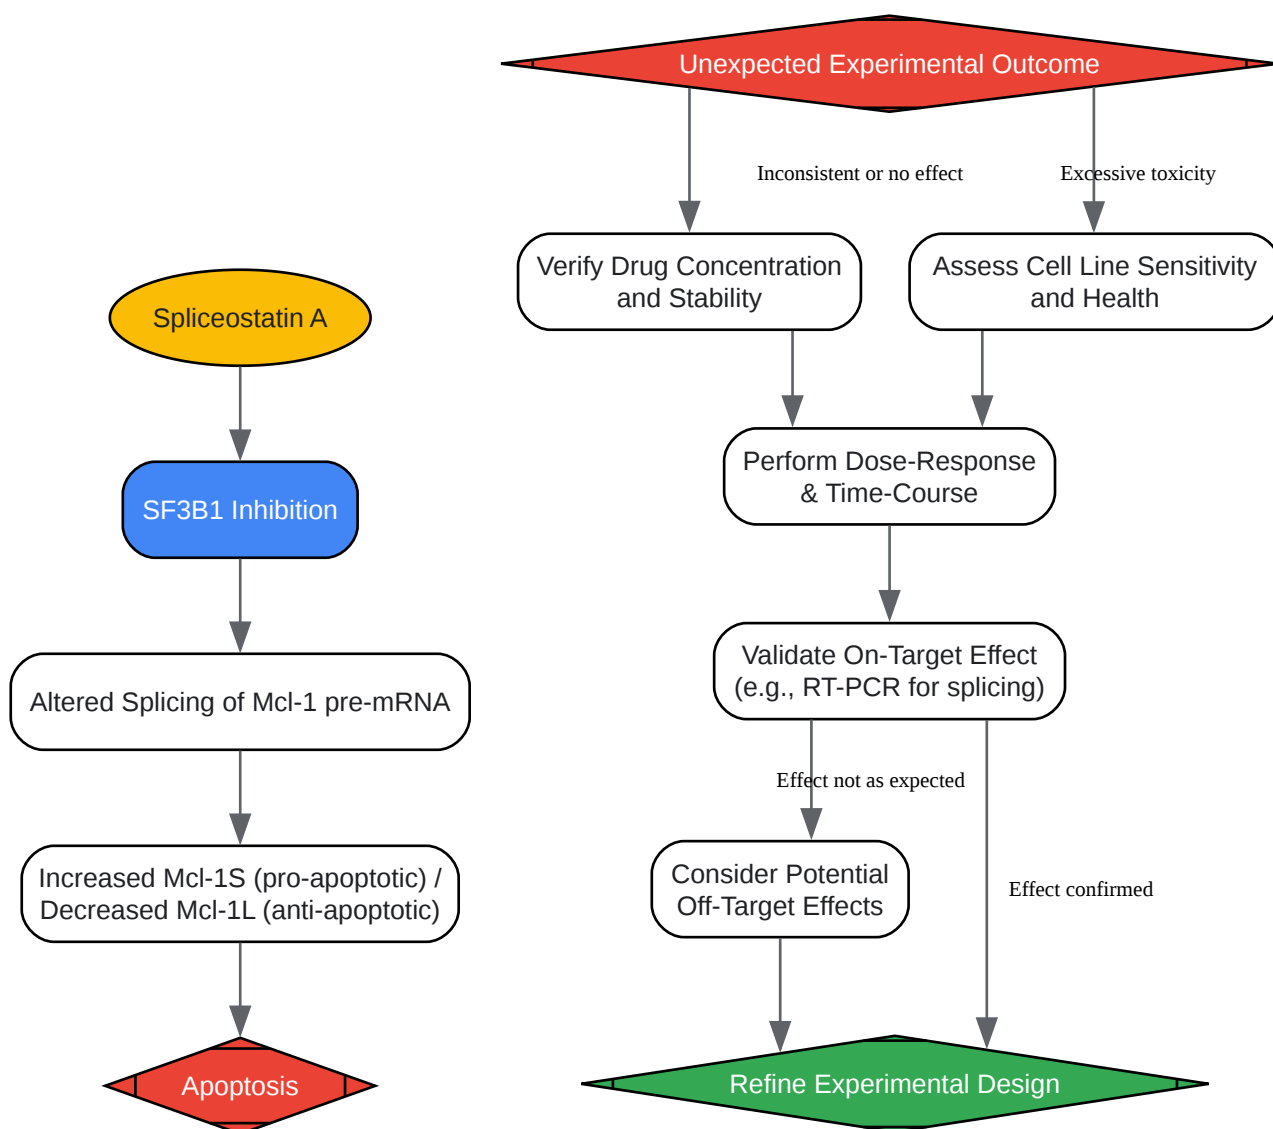 Spliceostatin A
SF3B1 Inhibition
Altered Splicing of Mcl-1 pre-mRNA
Increased Mcl-1S (pro-apoptotic) /
Decreased Mcl-1L (anti-apoptotic)
Apoptosis
Unexpected Experimental Outcome
Inconsistent or no effect
Excessive toxicity
Verify Drug Concentration
and Stability
Assess Cell Line Sensitivity
and Health
Perform Dose-Response
& Time-Course
Validate On-Target Effect
(e.g., RT-PCR for splicing)
Effect not as expected
Consider Potential
Off-Target Effects
Effect confirmed
Refine Experimental Design